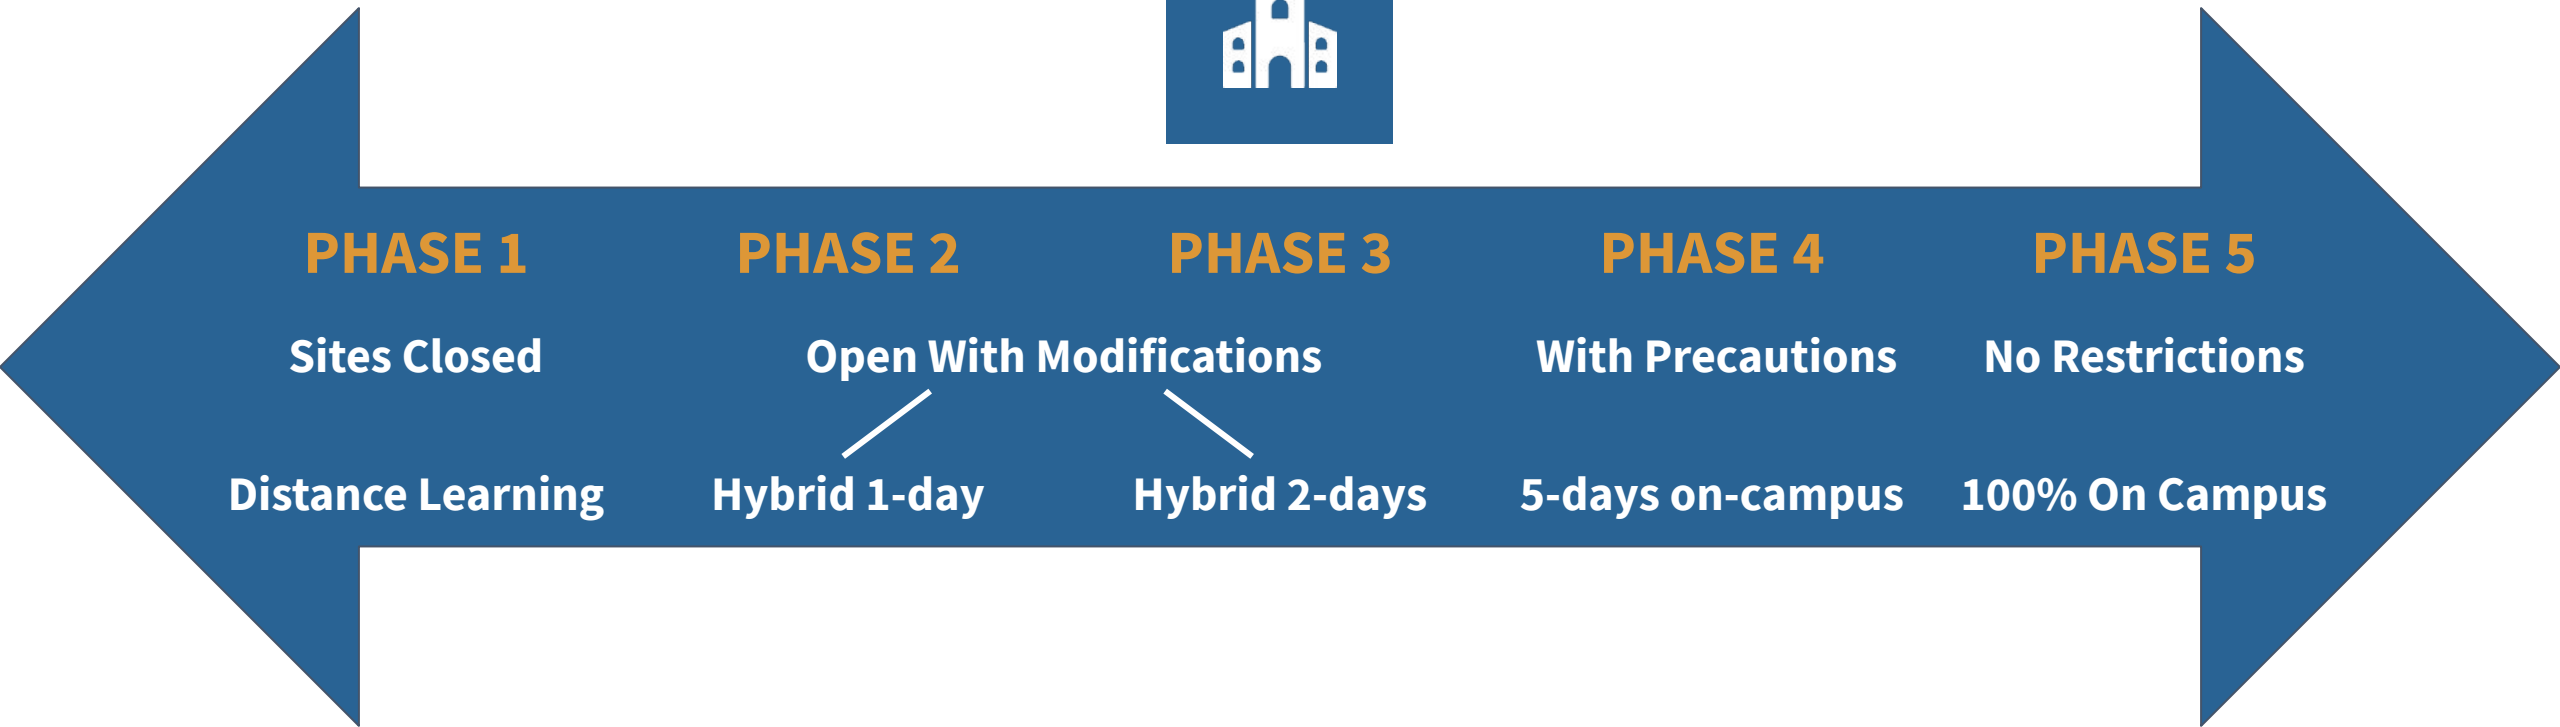 PHASE 1 PHASE 2 PHASE 3 PHASE 4 PHASE 5
Sites Closed Open With Modifications With Precautions No Restrictions
Distance Learning Hybrid 1-day Hybrid 2-days 5-days on-campus 100% On Campus